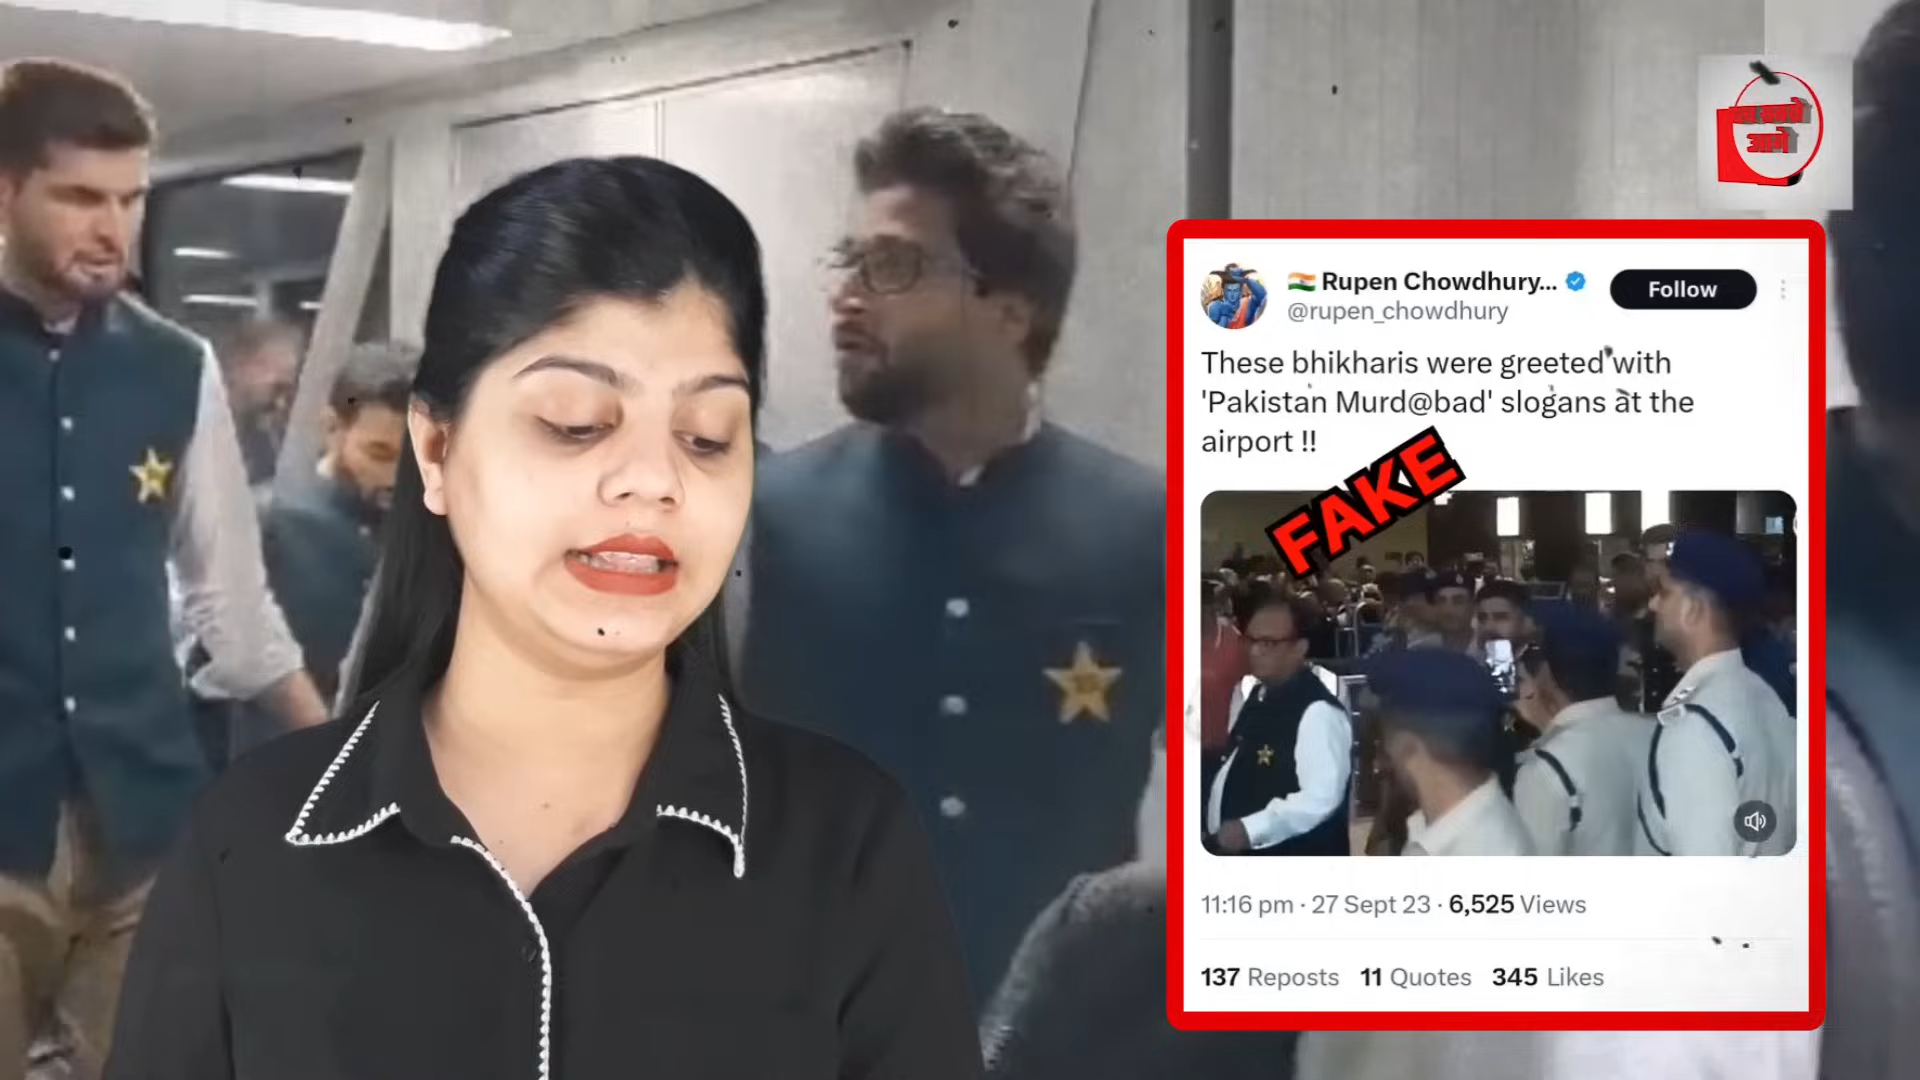 आगे
🇮🇳 Rupen Chowdhury...
Follow
@rupen_chowdhury
These bhikharis were greeted with
'Pakistan Murd@bad' slogans at the
airport !!
FAKE
11:16 pm · 27 Sept 23 · 6,525 Views
137 Reposts 11 Quotes 345 Likes